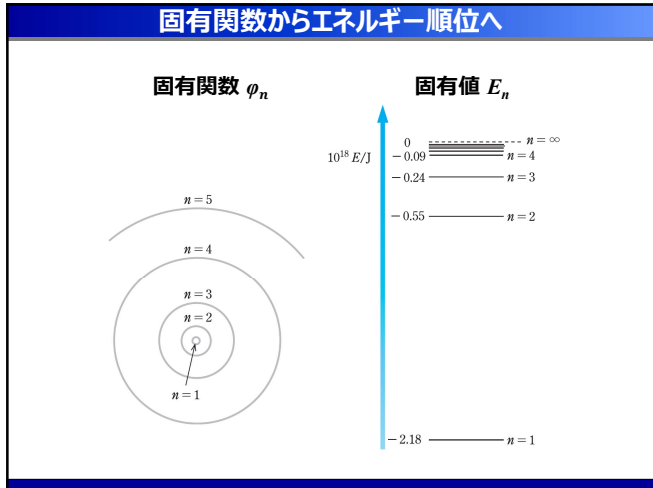 固有関数からエネルギー順位へ
固有関数 φn
n = 5
n = 4
n = 3
n = 2
n = 1
固有値 En
10^18 E/J
0 n = ∞
− 0.09 n = 4
− 0.24 n = 3
− 0.55 n = 2
− 2.18 n = 1